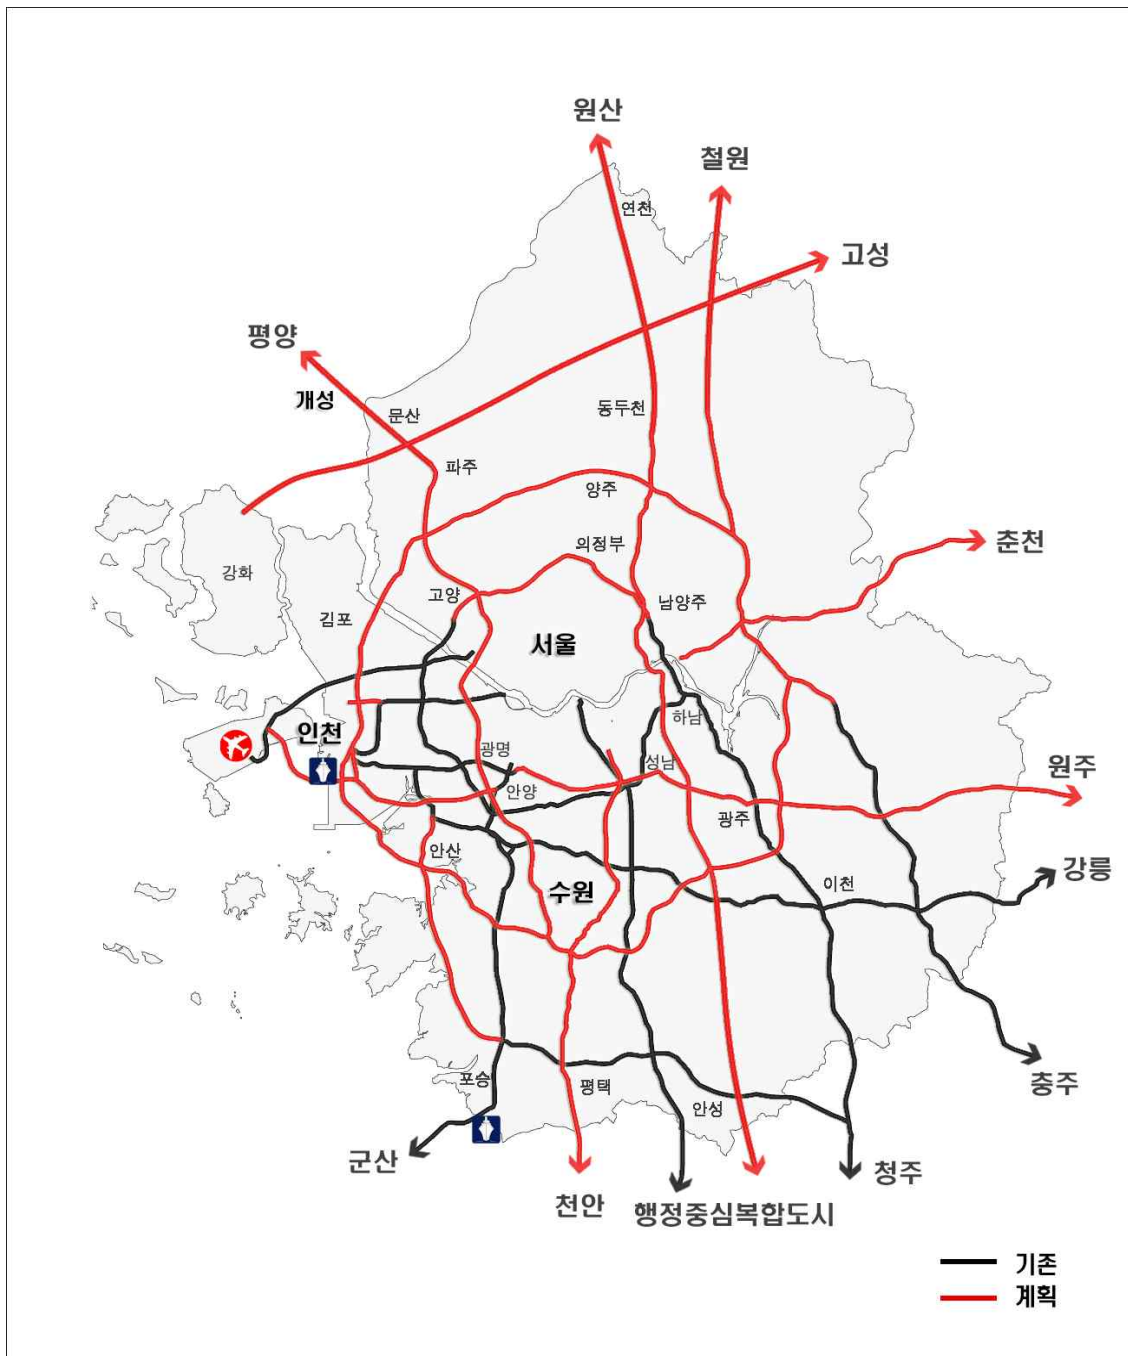 원산
철원
연천
고성
평양
개성
문산
동두천
파주
양주
춘천
의정부
강화
고양
남양주
김포
서울
하남
인천
광명
성남
원주
안양
광주
안산
강릉
이천
수원
포승
평택
충주
안성
군산
청주
천안
행정중심복합도시
기존
계획